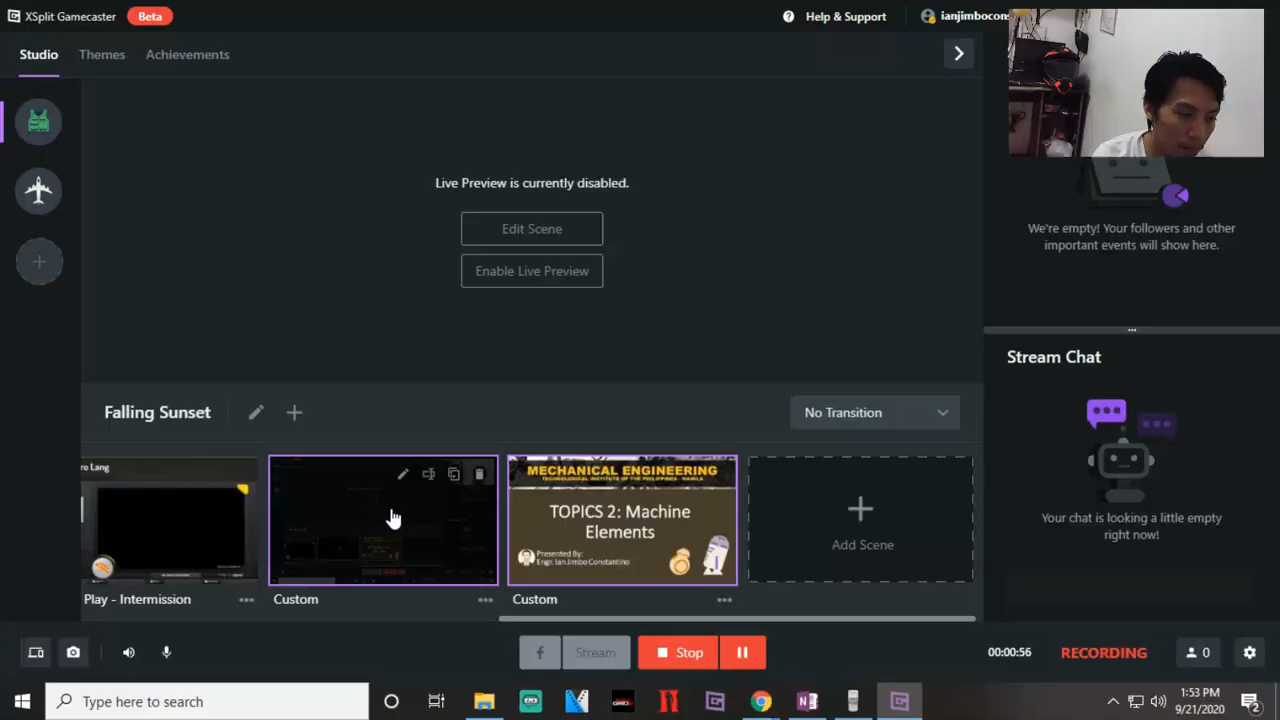 XSplit Gamecaster Beta
Help & Support
ianjimbocons
Studio Themes Achievements
Live Preview is currently disabled.
Edit Scene
Enable Live Preview
We're empty! Your followers and other
important events will show here.
Stream Chat
Falling Sunset
No Transition
ro Lang
MECHANICAL ENGINEERING
TECHNOLOGICAL INSTITUTE OF THE PHILIPPINES - MANILA
TOPICS 2: Machine
Elements
Presented By:
Engr. Ian Jimbo Constantino
Add Scene
Your chat is looking a little empty
right now!
Play - Intermission
Custom
Custom
Stream
Stop
00:00:56
RECORDING
0
Type here to search
1:53 PM
9/21/2020
2